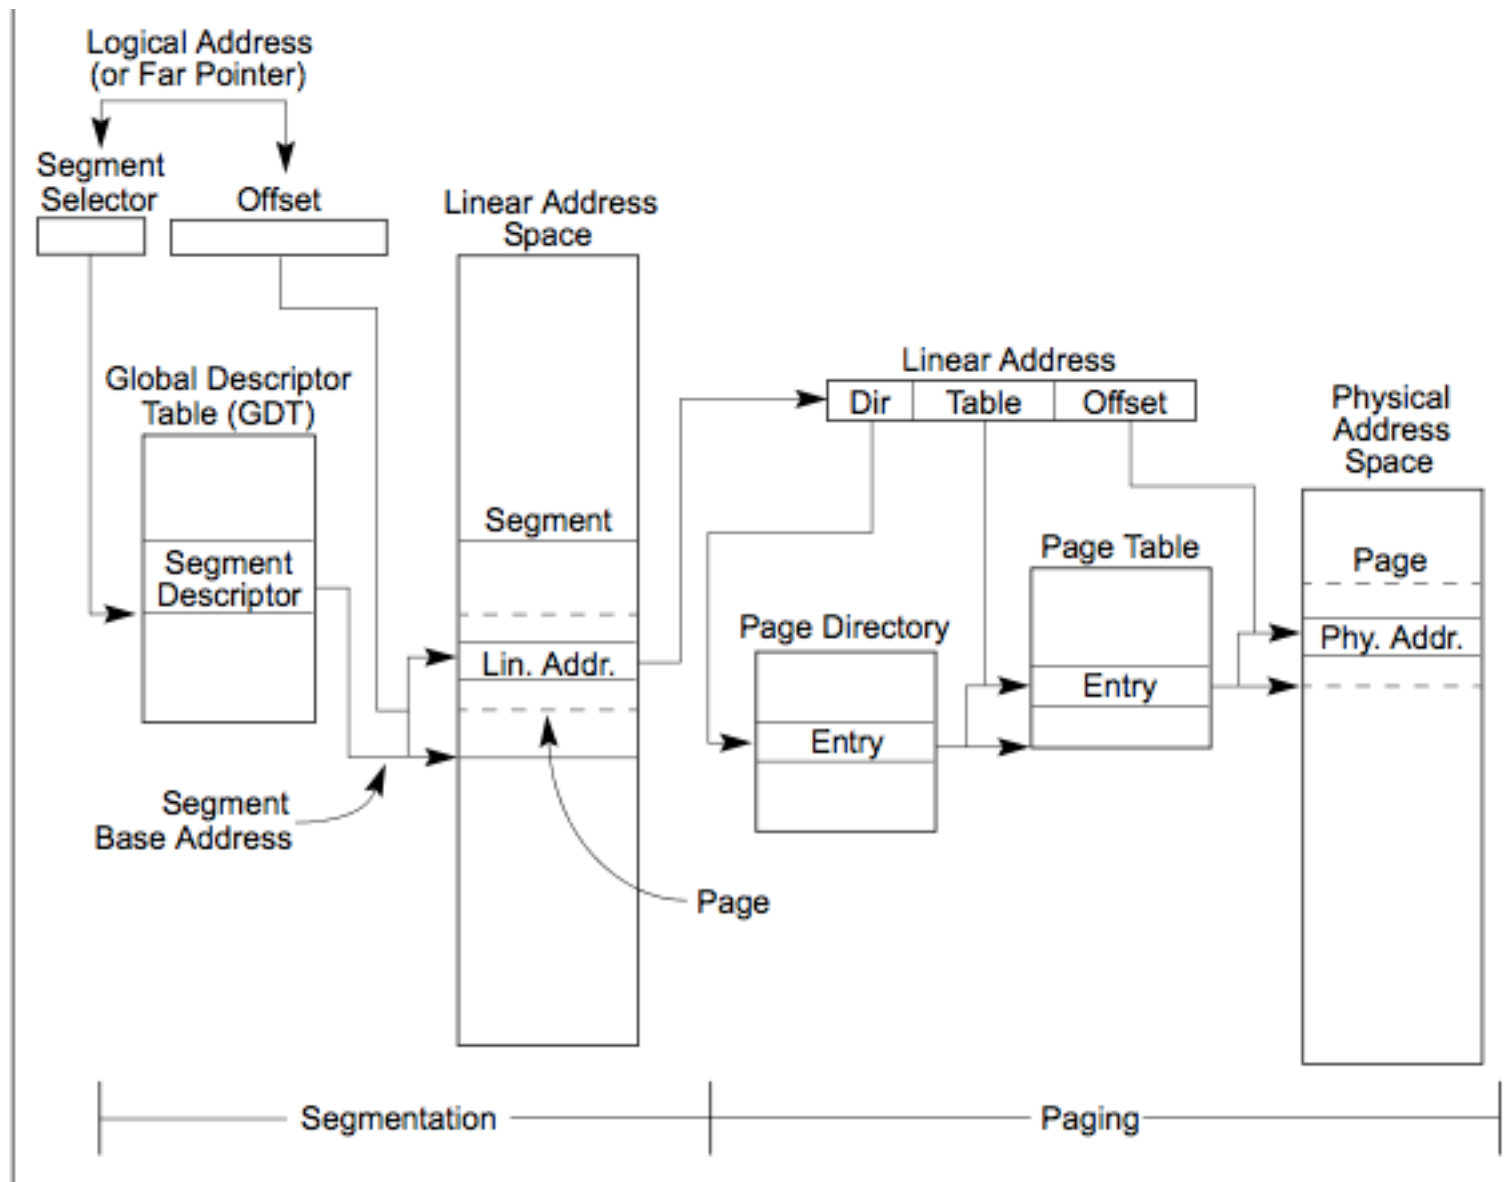 Logical Address
(or Far Pointer)
Segment
Selector
Offset
Linear Address
Space
Global Descriptor
Table (GDT)
Segment
Descriptor
Segment
Lin. Addr.
Segment
Base Address
Page
Linear Address
Dir
Table
Offset
Physical
Address
Space
Page Table
Page
Page Directory
Entry
Phy. Addr.
Entry
Segmentation
Paging